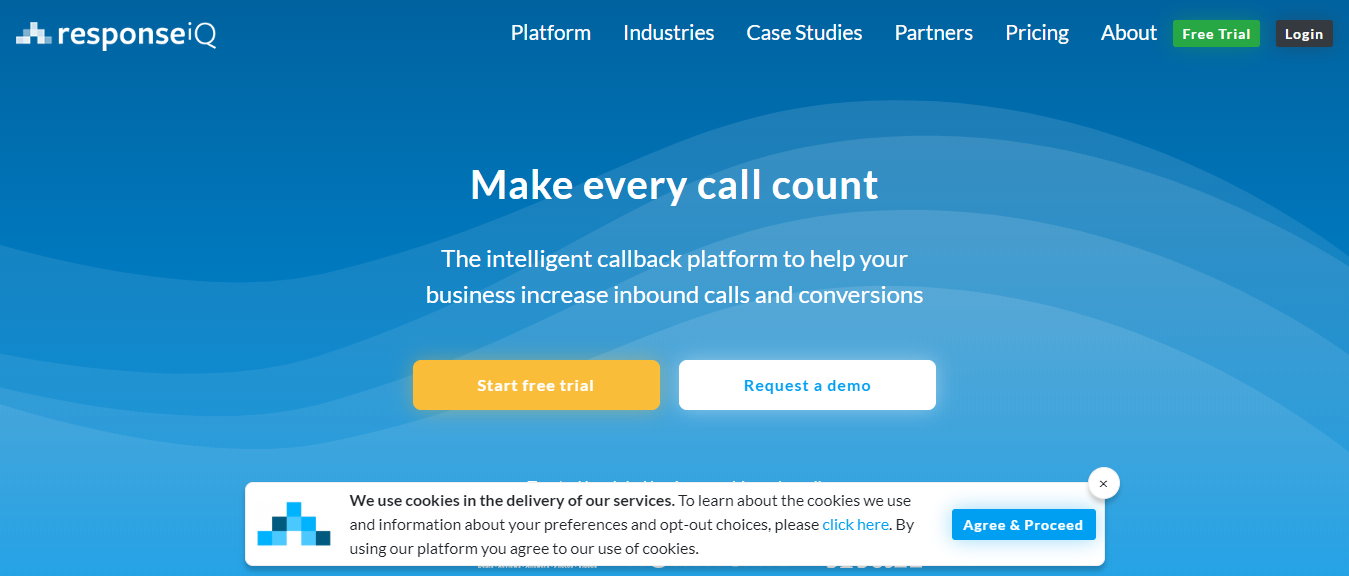 responseiQ
Platform Industries Case Studies Partners Pricing About Free Trial Login
Make every call count
The intelligent callback platform to help your
business increase inbound calls and conversions
Start free trial Request a demo
×
We use cookies in the delivery of our services. To learn about the cookies we use
and information about your preferences and opt-out choices, please click here. By
using our platform you agree to our use of cookies.
Agree & Proceed